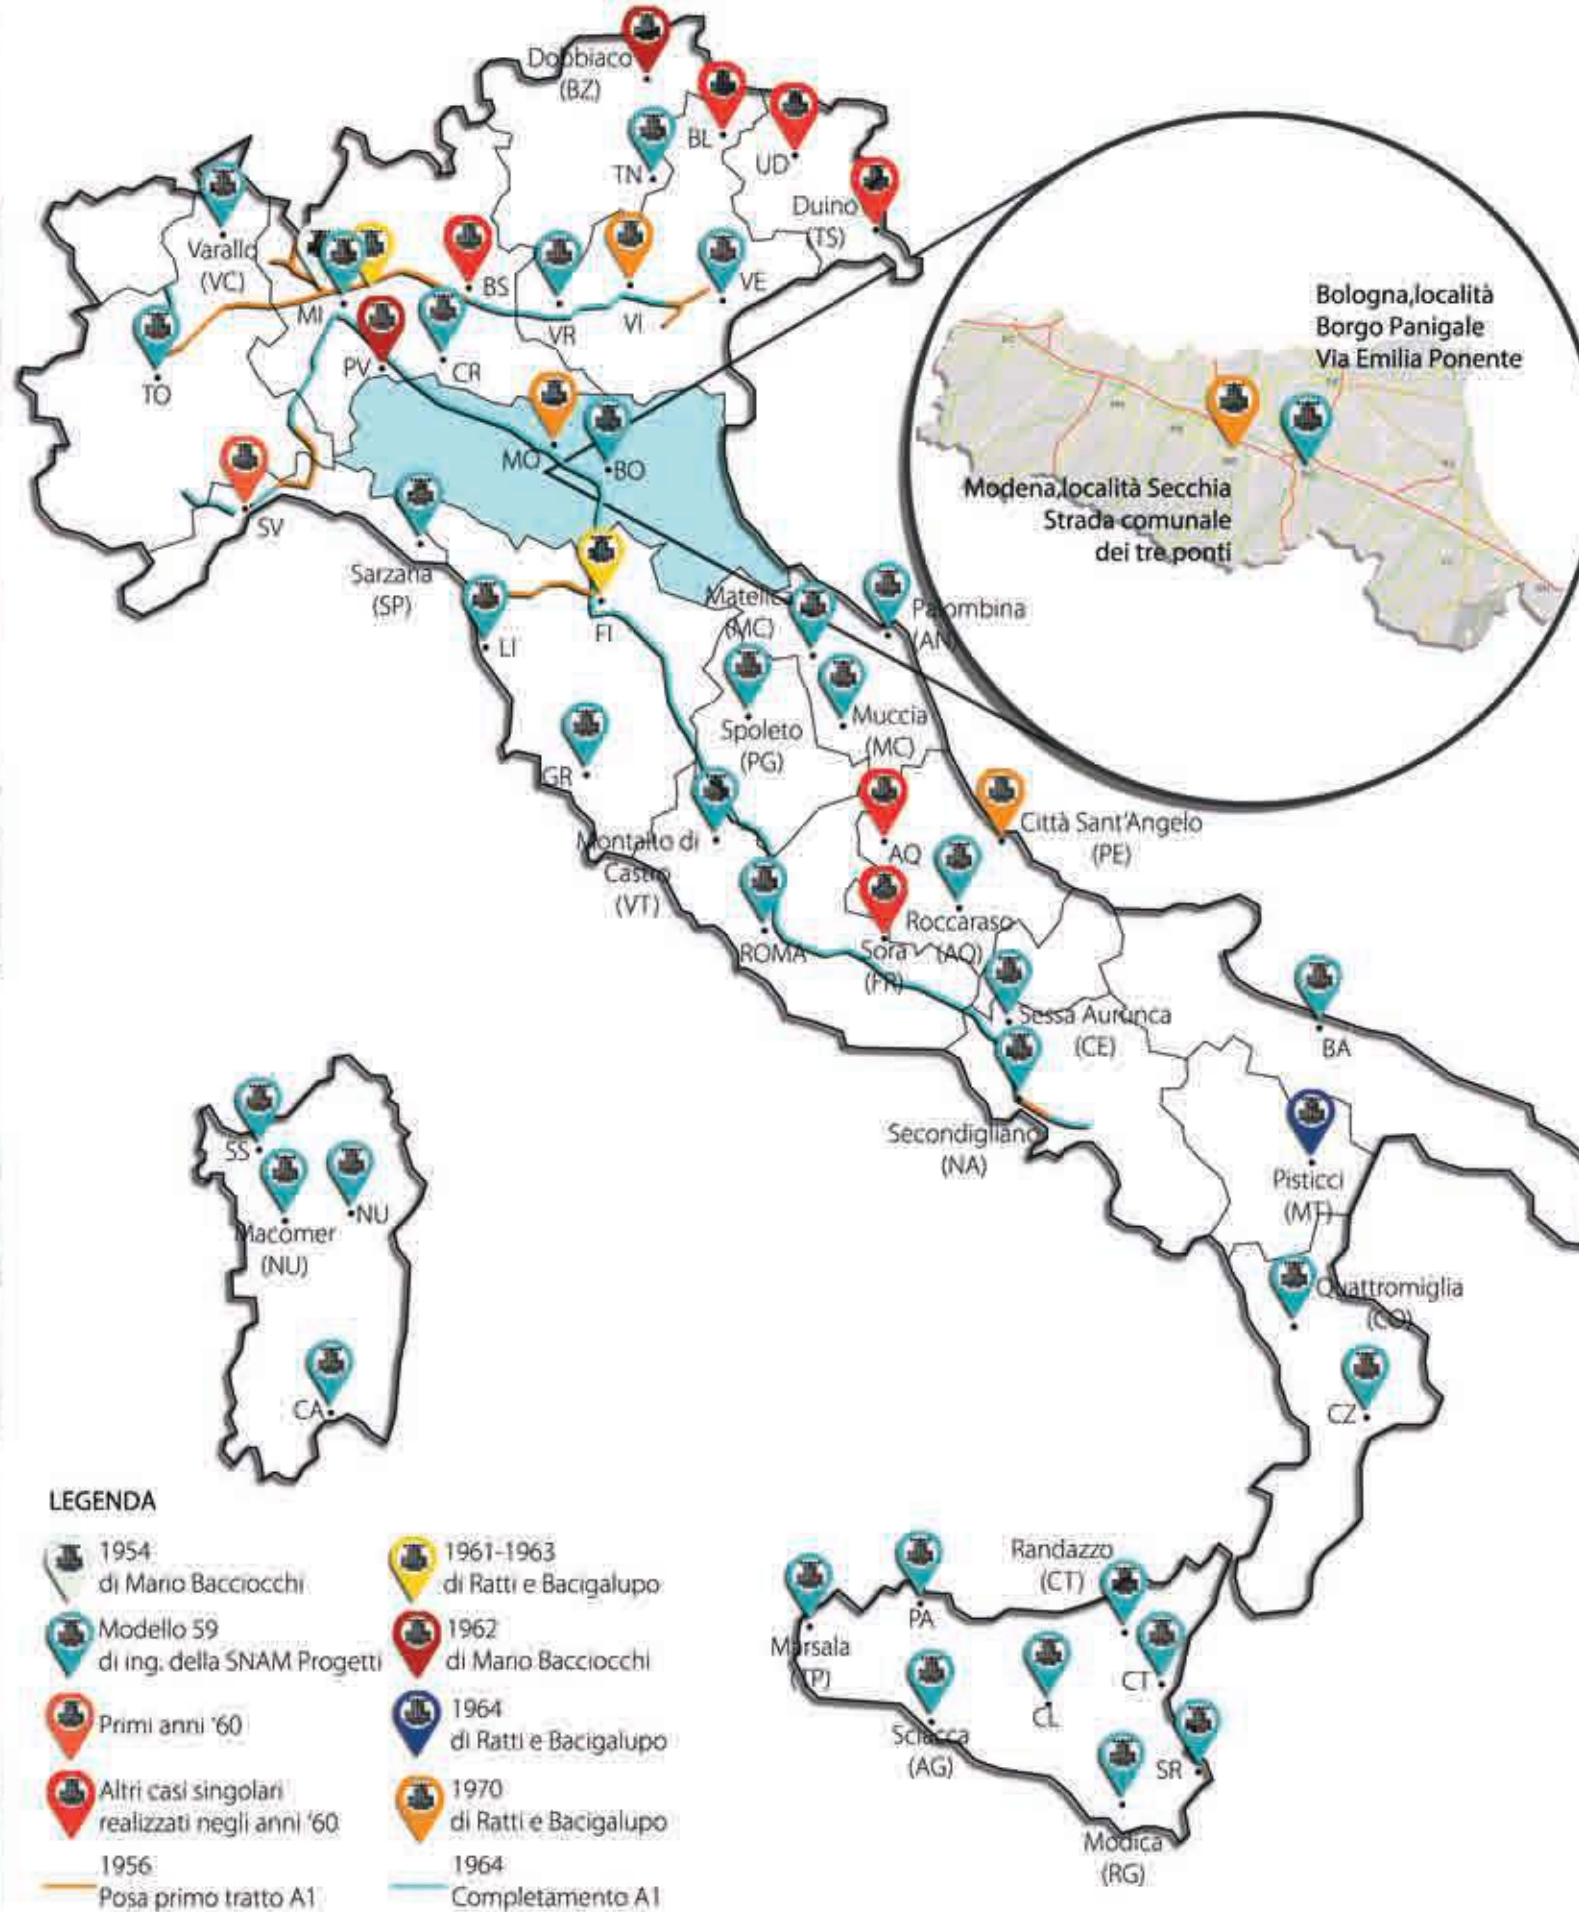 Dobbiaco
(BZ)
BL
UD
TN
Duino
(TS)
Varallo
(VC)
BS
VE
MI
VR
VI
PV
CR
TO
MO
BO
SV
Sarzana
(SP)
LI
FI
Matelica
(MC)
Palombina
(AN)
Spoleto
(PG)
Muccia
(MC)
GR
Montalto di
Castro
(VT)
AQ
Città Sant'Angelo
(PE)
ROMA
Sora
(FR)
Roccaraso
(AQ)
Sessa Aurunca
(CE)
BA
Secondigliano
(NA)
Pisticci
(MT)
Quattromiglia
(CO)
CZ
SS
Macomer
(NU)
NU
CA
Bologna,località
Borgo Panigale
Via Emilia Ponente
Modena,località Secchia
Strada comunale
dei tre ponti
Randazzo
(CT)
PA
Marsala
(TP)
CT
CL
Sciacca
(AG)
SR
Modica
(RG)
LEGENDA
1954
di Mario Bacciocchi
Modello 59
di ing. della SNAM Progetti
Primi anni '60
Altri casi singolari
realizzati negli anni '60
1956
Posa primo tratto A1
1961-1963
di Ratti e Bacigalupo
1962
di Mario Bacciocchi
1964
di Ratti e Bacigalupo
1970
di Ratti e Bacigalupo
1964
Completamento A1